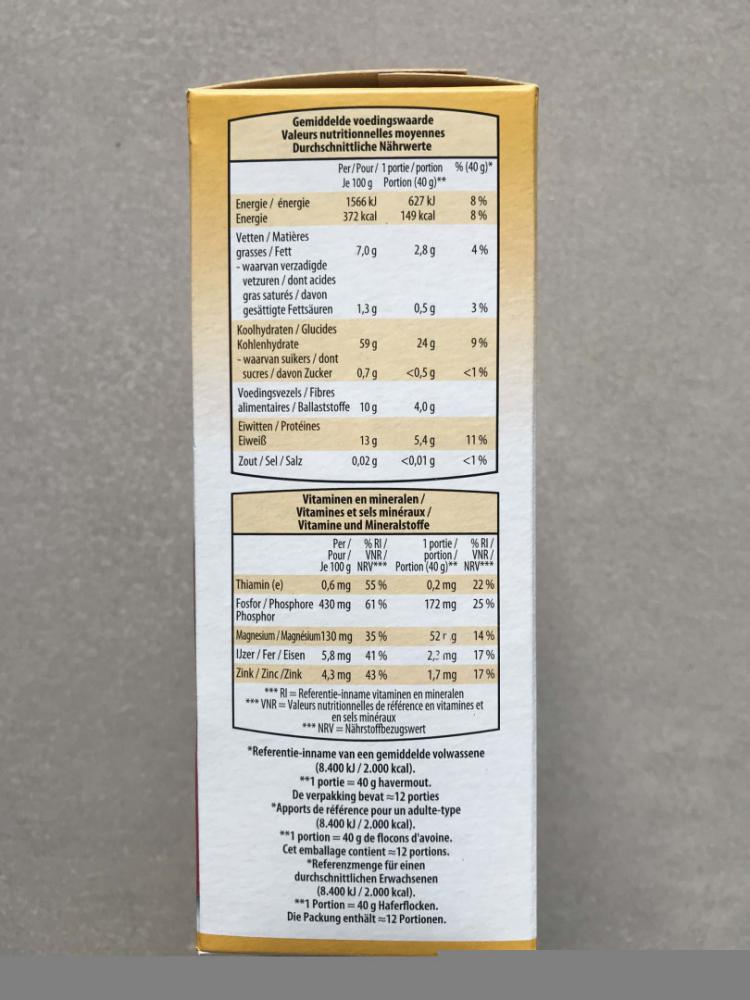 Gemiddelde voedingswaarde
Valeurs nutritionnelles moyennes
Durchschnittliche Nährwerte
Per/Pour/ 1 portie/portion % (40 g)*
Je 100 g Portion (40 g)**
Energie / énergie 1566 kJ 627 kJ 8 %
Energie 372 kcal 149 kcal 8 %
Vetten / Matières
grasses / Fett 7,0 g 2,8 g 4 %
- waarvan verzadigde
vetzuren / dont acides
gras saturés / davon
gesättigte Fettsäuren 1,3 g 0,5 g 3 %
Koolhydraten / Glucides
Kohlenhydrate 59 g 24 g 9 %
- waarvan suikers / dont
sucres / davon Zucker 0,7 g <0,5 g <1 %
Voedingsvezels / Fibres
alimentaires / Ballaststoffe 10 g 4,0 g
Eiwitten / Protéines
Eiweiß 13 g 5,4 g 11 %
Zout / Sel / Salz 0,02 g <0,01 g <1 %
Vitaminen en mineralen /
Vitamines et sels minéraux /
Vitamine und Mineralstoffe
Per / % RI / 1 portie / % RI /
Pour / VNR / portion / VNR /
Je 100 g NRV*** Portion (40 g)** NRV***
Thiamin (e) 0,6 mg 55 % 0,2 mg 22 %
Fosfor / Phosphore 430 mg 61 % 172 mg 25 %
Phosphor
Magnesium / Magnésium 130 mg 35 % 52 g 14 %
IJzer / Fer / Eisen 5,8 mg 41 % mg 17 %
Zink / Zinc /Zink 4,3 mg 43 % 1,7 mg 17 %
*** RI = Referentie-inname vitaminen en mineralen
*** VNR = Valeurs nutritionnelles de référence en vitamines et
en sels minéraux
*** NRV = Nährstoffbezugswert
*Referentie-inname van een gemiddelde volwassene
(8.400 kJ / 2.000 kcal).
**1 portie = 40 g havermout.
De verpakking bevat ≈12 porties
*Apports de référence pour un adulte-type
(8.400 kJ / 2.000 kcal).
**1 portion = 40 g de flocons d'avoine.
Cet emballage contient ≈12 portions.
*Referenzmenge für einen
durchschnittlichen Erwachsenen
(8.400 kJ / 2.000 kcal).
**1 Portion = 40 g Haferflocken.
Die Packung enthält ≈12 Portionen.